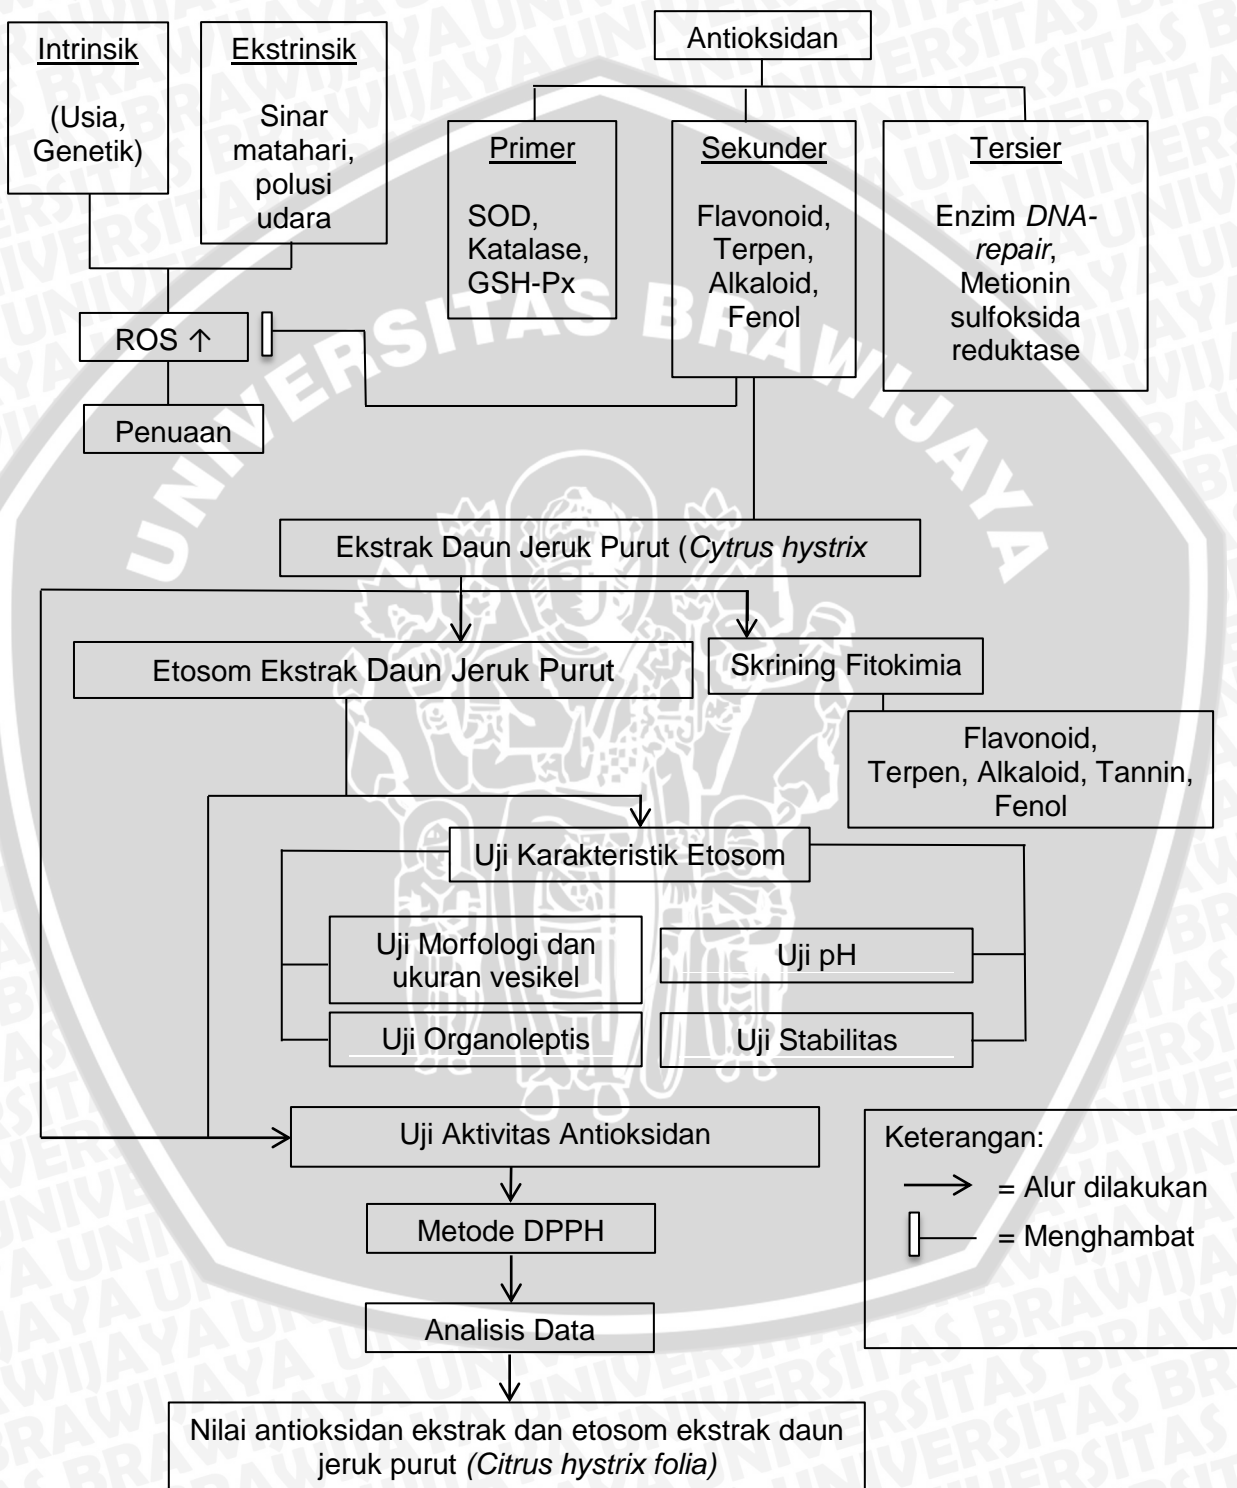 Intrinsik
(Usia,
Genetik)
Ekstrinsik
Sinar
matahari,
polusi
udara
Antioksidan
Primer
SOD,
Katalase,
GSH-Px
Sekunder
Flavonoid,
Terpen,
Alkaloid,
Fenol
Tersier
Enzim DNA-
repair,
Metionin
sulfoksida
reduktase
ROS ↑
Penuaan
UNIVERSITAS BRAWIJAYA
Ekstrak Daun Jeruk Purut (Cytrus hystrix
Etosom Ekstrak Daun Jeruk Purut
Skrining Fitokimia
Flavonoid,
Terpen, Alkaloid, Tannin,
Fenol
Uji Karakteristik Etosom
Uji Morfologi dan
ukuran vesikel
Uji pH
Uji Organoleptis
Uji Stabilitas
Uji Aktivitas Antioksidan
Metode DPPH
Analisis Data
Nilai antioksidan ekstrak dan etosom ekstrak daun
jeruk purut (Citrus hystrix folia)
Keterangan:
= Alur dilakukan
= Menghambat